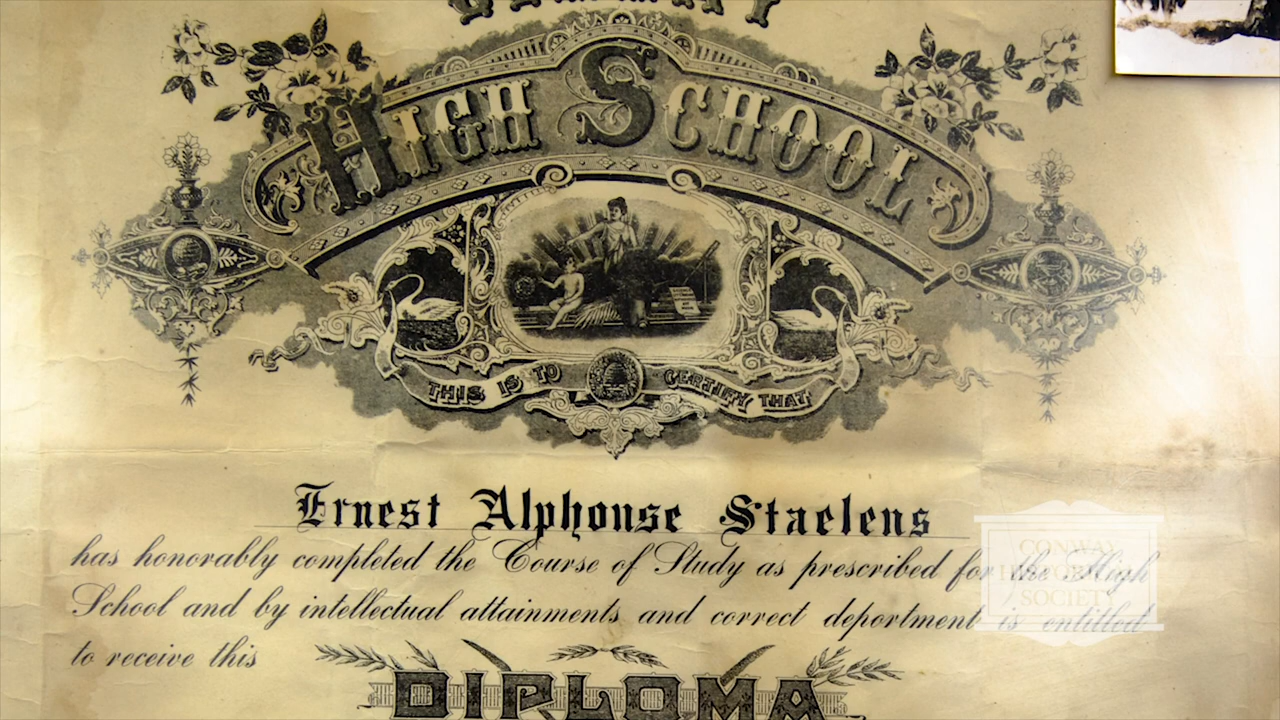 HIGH SCHOOL
THIS IS TO CERTIFY THAT
Ernest Alphonse Staelens
has honorably completed the Course of Study as prescribed for the High
School and by intellectual attainments and correct deportment is entitled
to receive this
DIPLOMA
CONWAY
HISTORICAL
SOCIETY